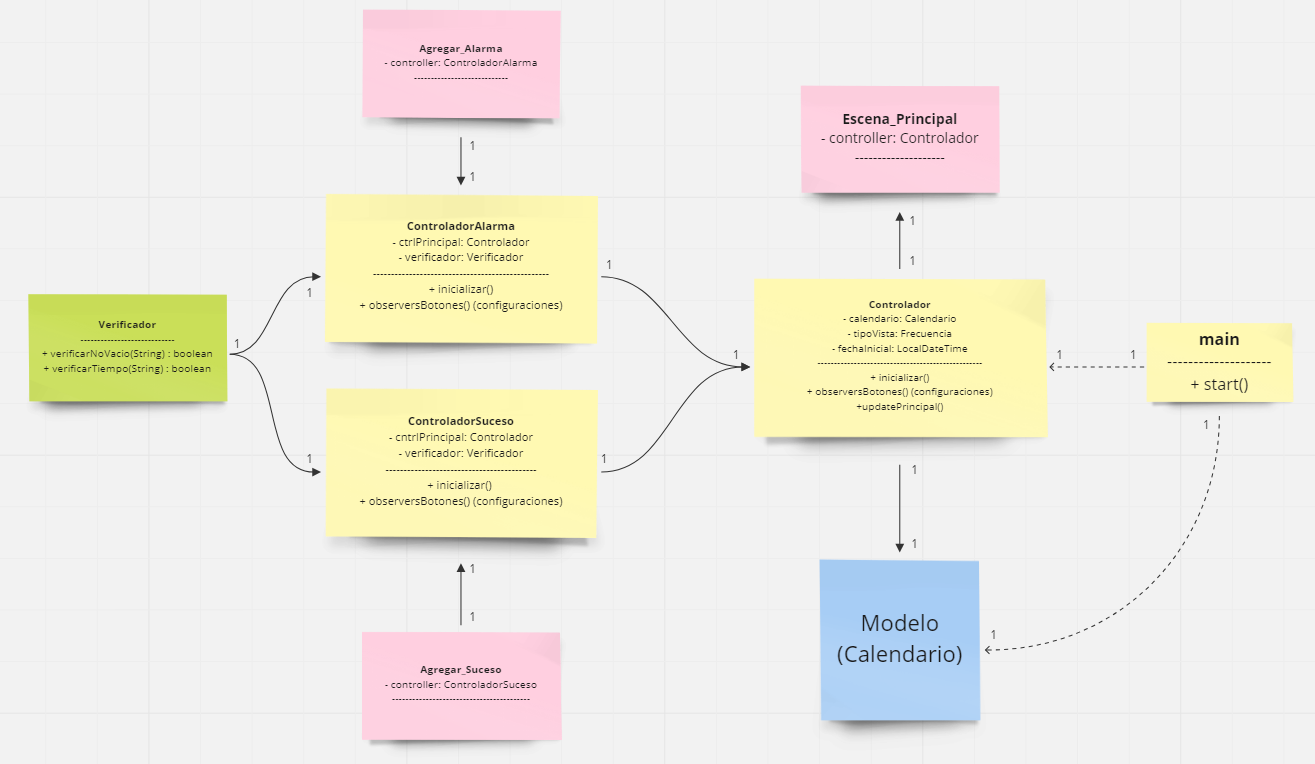 Agregar_Alarma
- controller: ControladorAlarma
----------------------------
1
1
Escena_Principal
- controller: Controlador
--------------------
1
1
ControladorAlarma
- ctrlPrincipal: Controlador
- verificador: Verificador
--------------------------------------------------
+ inicializar()
+ observersBotones() (configuraciones)
1
1
Verificador
----------------------------
+ verificarNoVacio(String) : boolean
+ verificarTiempo(String) : boolean
1
1
ControladorSuceso
- cntrlPrincipal: Controlador
- verificador: Verificador
-------------------------------------------
+ inicializar()
+ observersBotones() (configuraciones)
1
1
Controlador
- calendario: Calendario
- tipoVista: Frecuencia
- fechaInicial: LocalDateTime
--------------------------------------------------
+ inicializar()
+ observersBotones() (configuraciones)
+updatePrincipal()
1
1
1
main
---------------------
+ start()
1
1
1
Modelo
(Calendario)
1
1
1
Agregar_Suceso
- controller: ControladorSuceso
-----------------------------------------